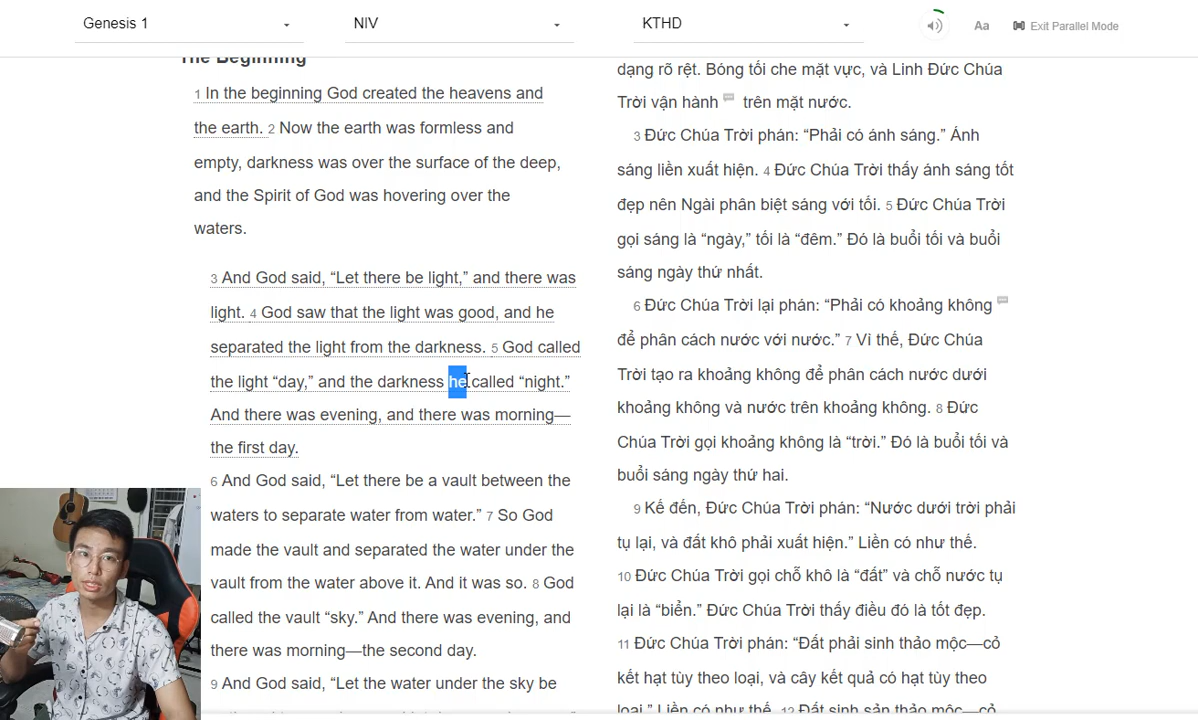 Genesis 1
NIV
KTHD
Aa
Exit Parallel Mode
The Beginning
1 In the beginning God created the heavens and
the earth. 2 Now the earth was formless and
empty, darkness was over the surface of the deep,
and the Spirit of God was hovering over the
waters.
3 And God said, “Let there be light,” and there was
light. 4 God saw that the light was good, and he
separated the light from the darkness. 5 God called
the light “day,” and the darkness he called “night.”
And there was evening, and there was morning—
the first day.
6 And God said, “Let there be a vault between the
waters to separate water from water.” 7 So God
made the vault and separated the water under the
vault from the water above it. And it was so. 8 God
called the vault “sky.” And there was evening, and
there was morning—the second day.
9 And God said, “Let the water under the sky be
dạng rõ rệt. Bóng tối che mặt vực, và Linh Đức Chúa
Trời vận hành trên mặt nước.
3 Đức Chúa Trời phán: “Phải có ánh sáng.” Ánh
sáng liền xuất hiện. 4 Đức Chúa Trời thấy ánh sáng tốt
đẹp nên Ngài phân biệt sáng với tối. 5 Đức Chúa Trời
gọi sáng là “ngày,” tối là “đêm.” Đó là buổi tối và buổi
sáng ngày thứ nhất.
6 Đức Chúa Trời lại phán: “Phải có khoảng không
để phân cách nước với nước.” 7 Vì thế, Đức Chúa
Trời tạo ra khoảng không để phân cách nước dưới
khoảng không và nước trên khoảng không. 8 Đức
Chúa Trời gọi khoảng không là “trời.” Đó là buổi tối và
buổi sáng ngày thứ hai.
9 Kế đến, Đức Chúa Trời phán: “Nước dưới trời phải
tụ lại, và đất khô phải xuất hiện.” Liền có như thế.
10 Đức Chúa Trời gọi chỗ khô là “đất” và chỗ nước tụ
lại là “biển.” Đức Chúa Trời thấy điều đó là tốt đẹp.
11 Đức Chúa Trời phán: “Đất phải sinh thảo mộc—cỏ
kết hạt tùy theo loại, và cây kết quả có hạt tùy theo
loại.” Liền có như thế. 12 Đất sinh sản thảo mộc—cỏ